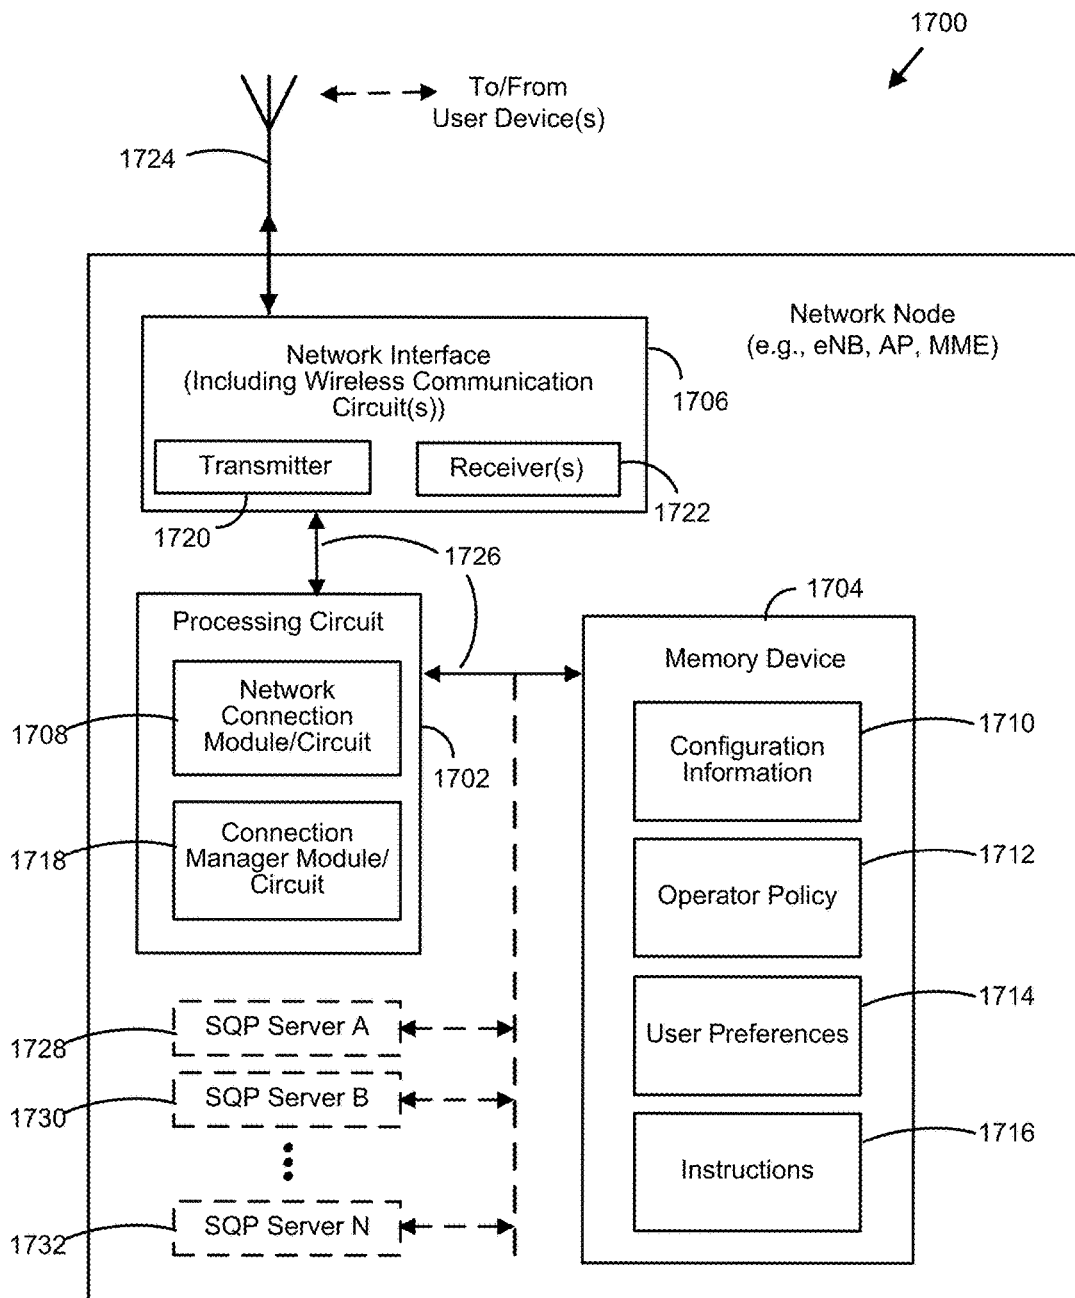 1700
To/From
User Device(s)
1724
Network Node
(e.g., eNB, AP, MME)
Network Interface
(Including Wireless Communication
Circuit(s))
1706
Transmitter
Receiver(s)
1720
1722
1726
1704
Processing Circuit
Memory Device
Network
Connection
Module/Circuit
1708
1702
Configuration
Information
1710
Connection
Manager Module/
Circuit
1718
Operator Policy
1712
User Preferences
1714
SQP Server A
1728
SQP Server B
1730
Instructions
1716
SQP Server N
1732